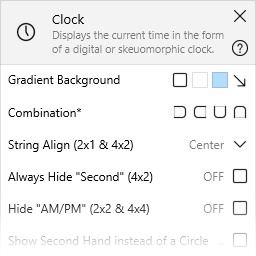 Clock
Displays the current time in the form
of a digital or skeuomorphic clock.
Gradient Background
Combination*
String Align (2x1 & 4x2) Center
Always Hide "Second" (4x2) OFF
Hide "AM/PM" (2x2 & 4x4) OFF
Show Second Hand instead of a Circle ...